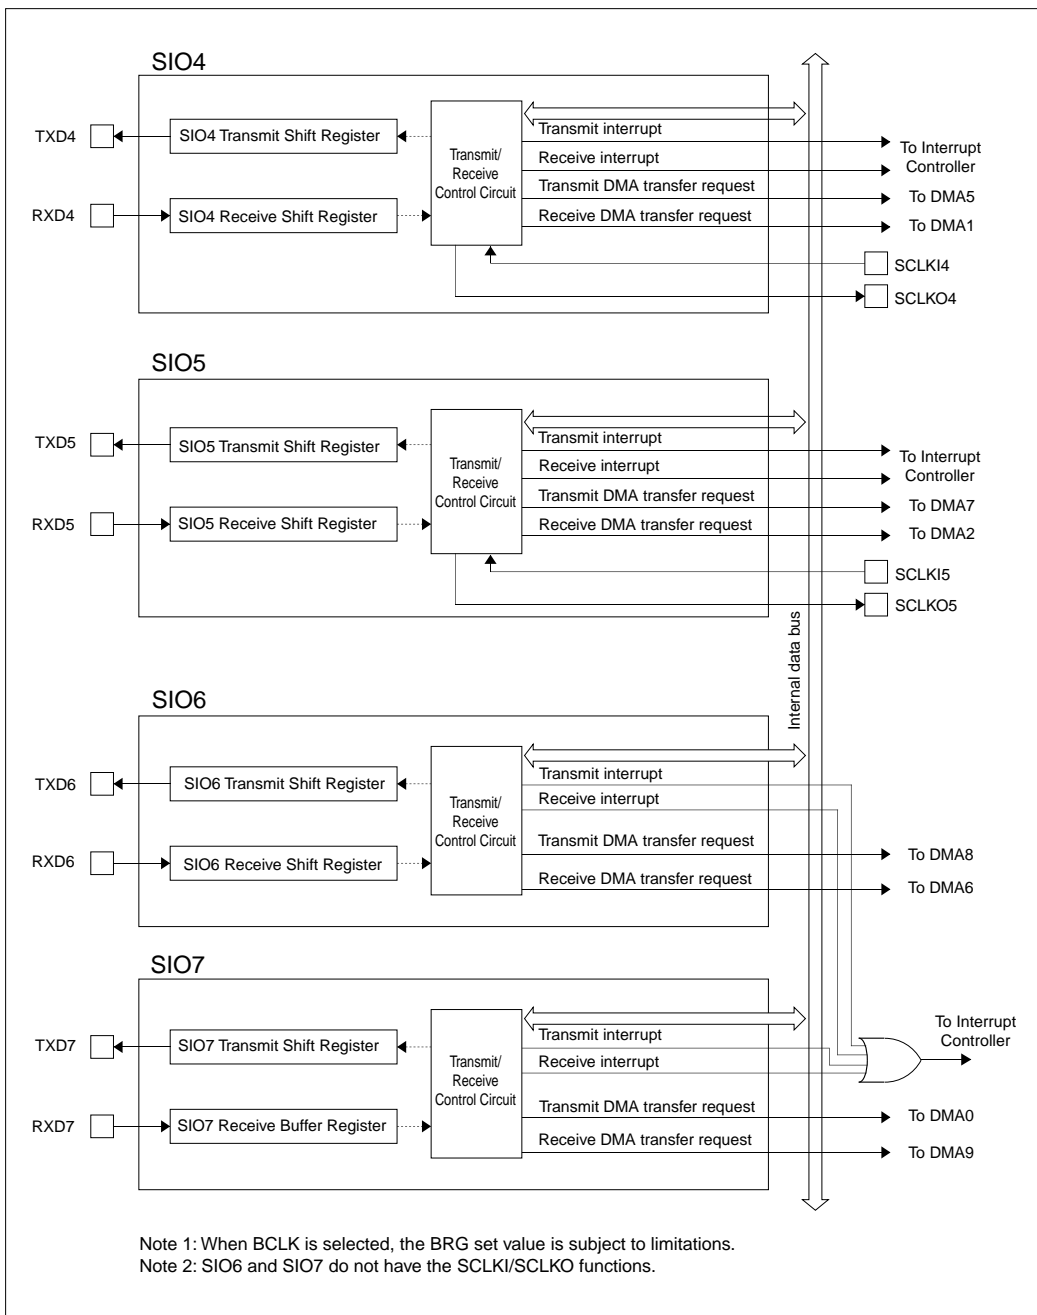 SIO4
TXD4
SIO4 Transmit Shift Register
RXD4
SIO4 Receive Shift Register
Transmit/
Receive
Control Circuit
Transmit interrupt
Receive interrupt
Transmit DMA transfer request
Receive DMA transfer request
To Interrupt
Controller
To DMA5
To DMA1
SCLKI4
SCLKO4
SIO5
TXD5
SIO5 Transmit Shift Register
RXD5
SIO5 Receive Shift Register
Transmit/
Receive
Control Circuit
Transmit interrupt
Receive interrupt
Transmit DMA transfer request
Receive DMA transfer request
To Interrupt
Controller
To DMA7
To DMA2
SCLKI5
SCLKO5
Internal data bus
SIO6
TXD6
SIO6 Transmit Shift Register
RXD6
SIO6 Receive Shift Register
Transmit/
Receive
Control Circuit
Transmit interrupt
Receive interrupt
Transmit DMA transfer request
Receive DMA transfer request
To DMA8
To DMA6
SIO7
TXD7
SIO7 Transmit Shift Register
RXD7
SIO7 Receive Buffer Register
Transmit/
Receive
Control Circuit
Transmit interrupt
Receive interrupt
Transmit DMA transfer request
Receive DMA transfer request
To Interrupt
Controller
To DMA0
To DMA9
Note 1: When BCLK is selected, the BRG set value is subject to limitations.
Note 2: SIO6 and SIO7 do not have the SCLKI/SCLKO functions.